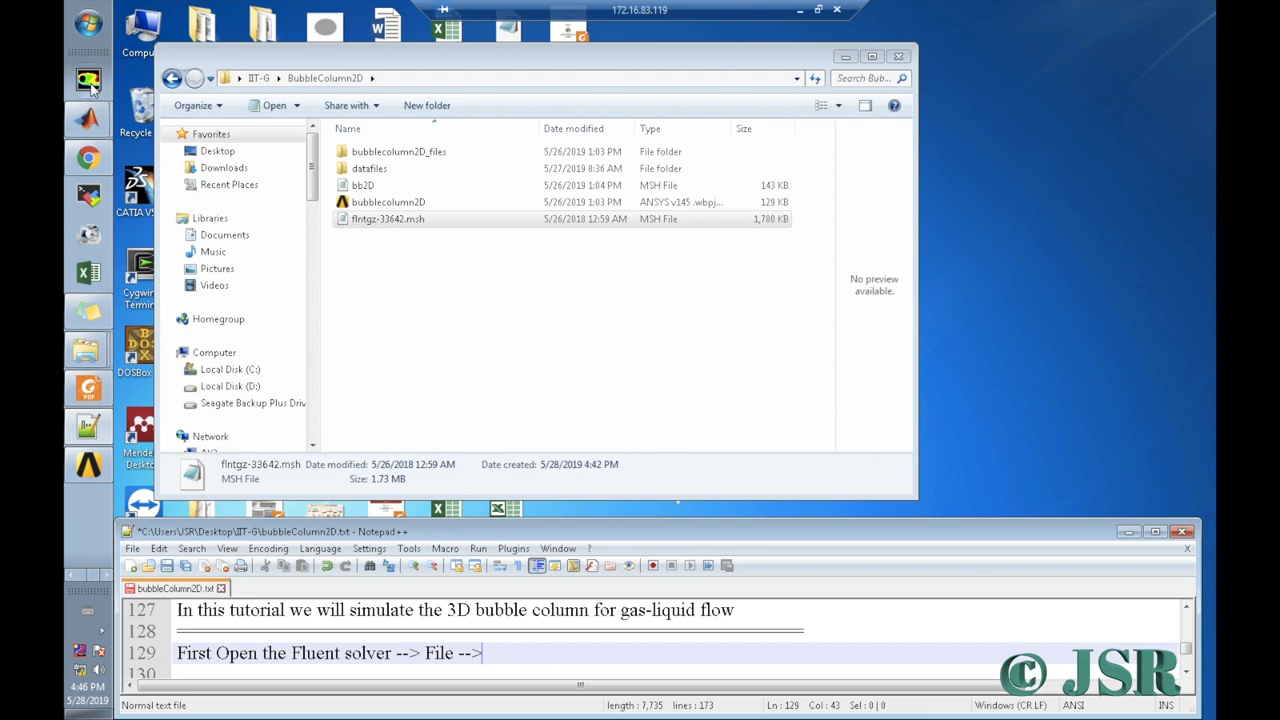 172.16.83.119
Compu
IIT-G
BubbleColumn2D
Search Bub...
Organize
Open
Share with
New folder
Recycle
Favorites
Desktop
Downloads
Recent Places
Libraries
Documents
Music
Pictures
Videos
Homegroup
Computer
Local Disk (C:)
Local Disk (D:)
Seagate Backup Plus Driv
Network
Name Date modified Type Size
bubblecolumn2D_files 5/26/2019 1:03 PM File folder
datafiles 5/27/2019 8:36 AM File folder
bb2D 5/26/2019 1:04 PM MSH File 143 KB
bubblecolumn2D 5/26/2019 1:03 PM ANSYS v145 .wbpj... 129 KB
flntgz-33642.msh 5/26/2018 12:59 AM MSH File 1,780 KB
No preview
available.
CATIA V5
Cygwin
Termin
DOSBox
Mende
Deskto
PDF
flntgz-33642.msh Date modified: 5/26/2018 12:59 AM Date created: 5/28/2019 4:42 PM
MSH File Size: 1.73 MB
*C:\Users\JSR\Desktop\IIT-G\bubbleColumn2D.txt - Notepad++
File Edit Search View Encoding Language Settings Tools Macro Run Plugins Window ? X
bubbleColumn2D.txt
127 In this tutorial we will simulate the 3D bubble column for gas-liquid flow
128 ==========================================================
129 First Open the Fluent solver --> File -->
130
Normal text file length : 7,735 lines : 173 Ln : 129 Col : 43 Sel : 0 | 0 Windows (CR LF) ANSI INS
4:46 PM
5/28/2019
© JSR